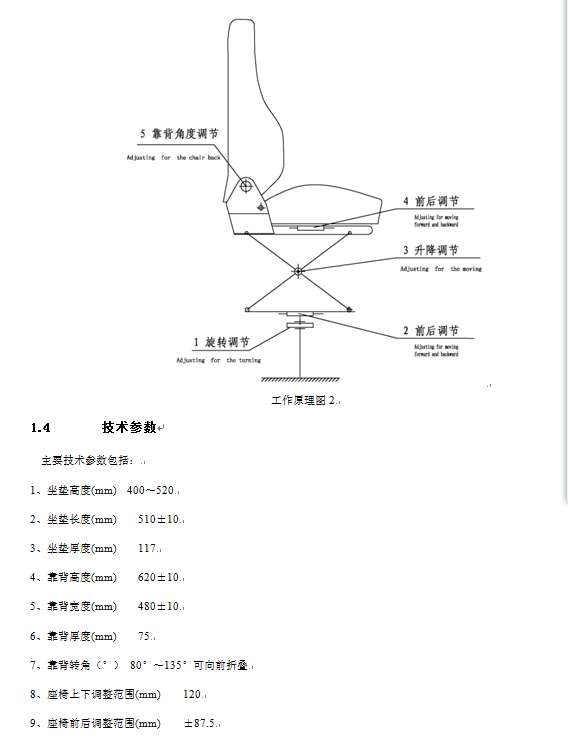 5 靠背角度调节
Adjusting for the chair back
4 前后调节
Adjusting for moving
forward and backward
3 升降调节
Adjusting for the moving
2 前后调节
Adjusting for moving
forward and backward
1 旋转调节
Adjusting for the turning
工作原理图 2.
1.4 技术参数
主要技术参数包括：
1、坐垫高度(mm) 400～520
2、坐垫长度(mm) 510±10
3、坐垫厚度(mm) 117
4、靠背高度(mm) 620±10
5、靠背宽度(mm) 480±10
6、靠背厚度(mm) 75
7、靠背转角（°） 80°～135°可向前折叠
8、座椅上下调整范围(mm) 120
9、座椅前后调整范围(mm) ±87.5